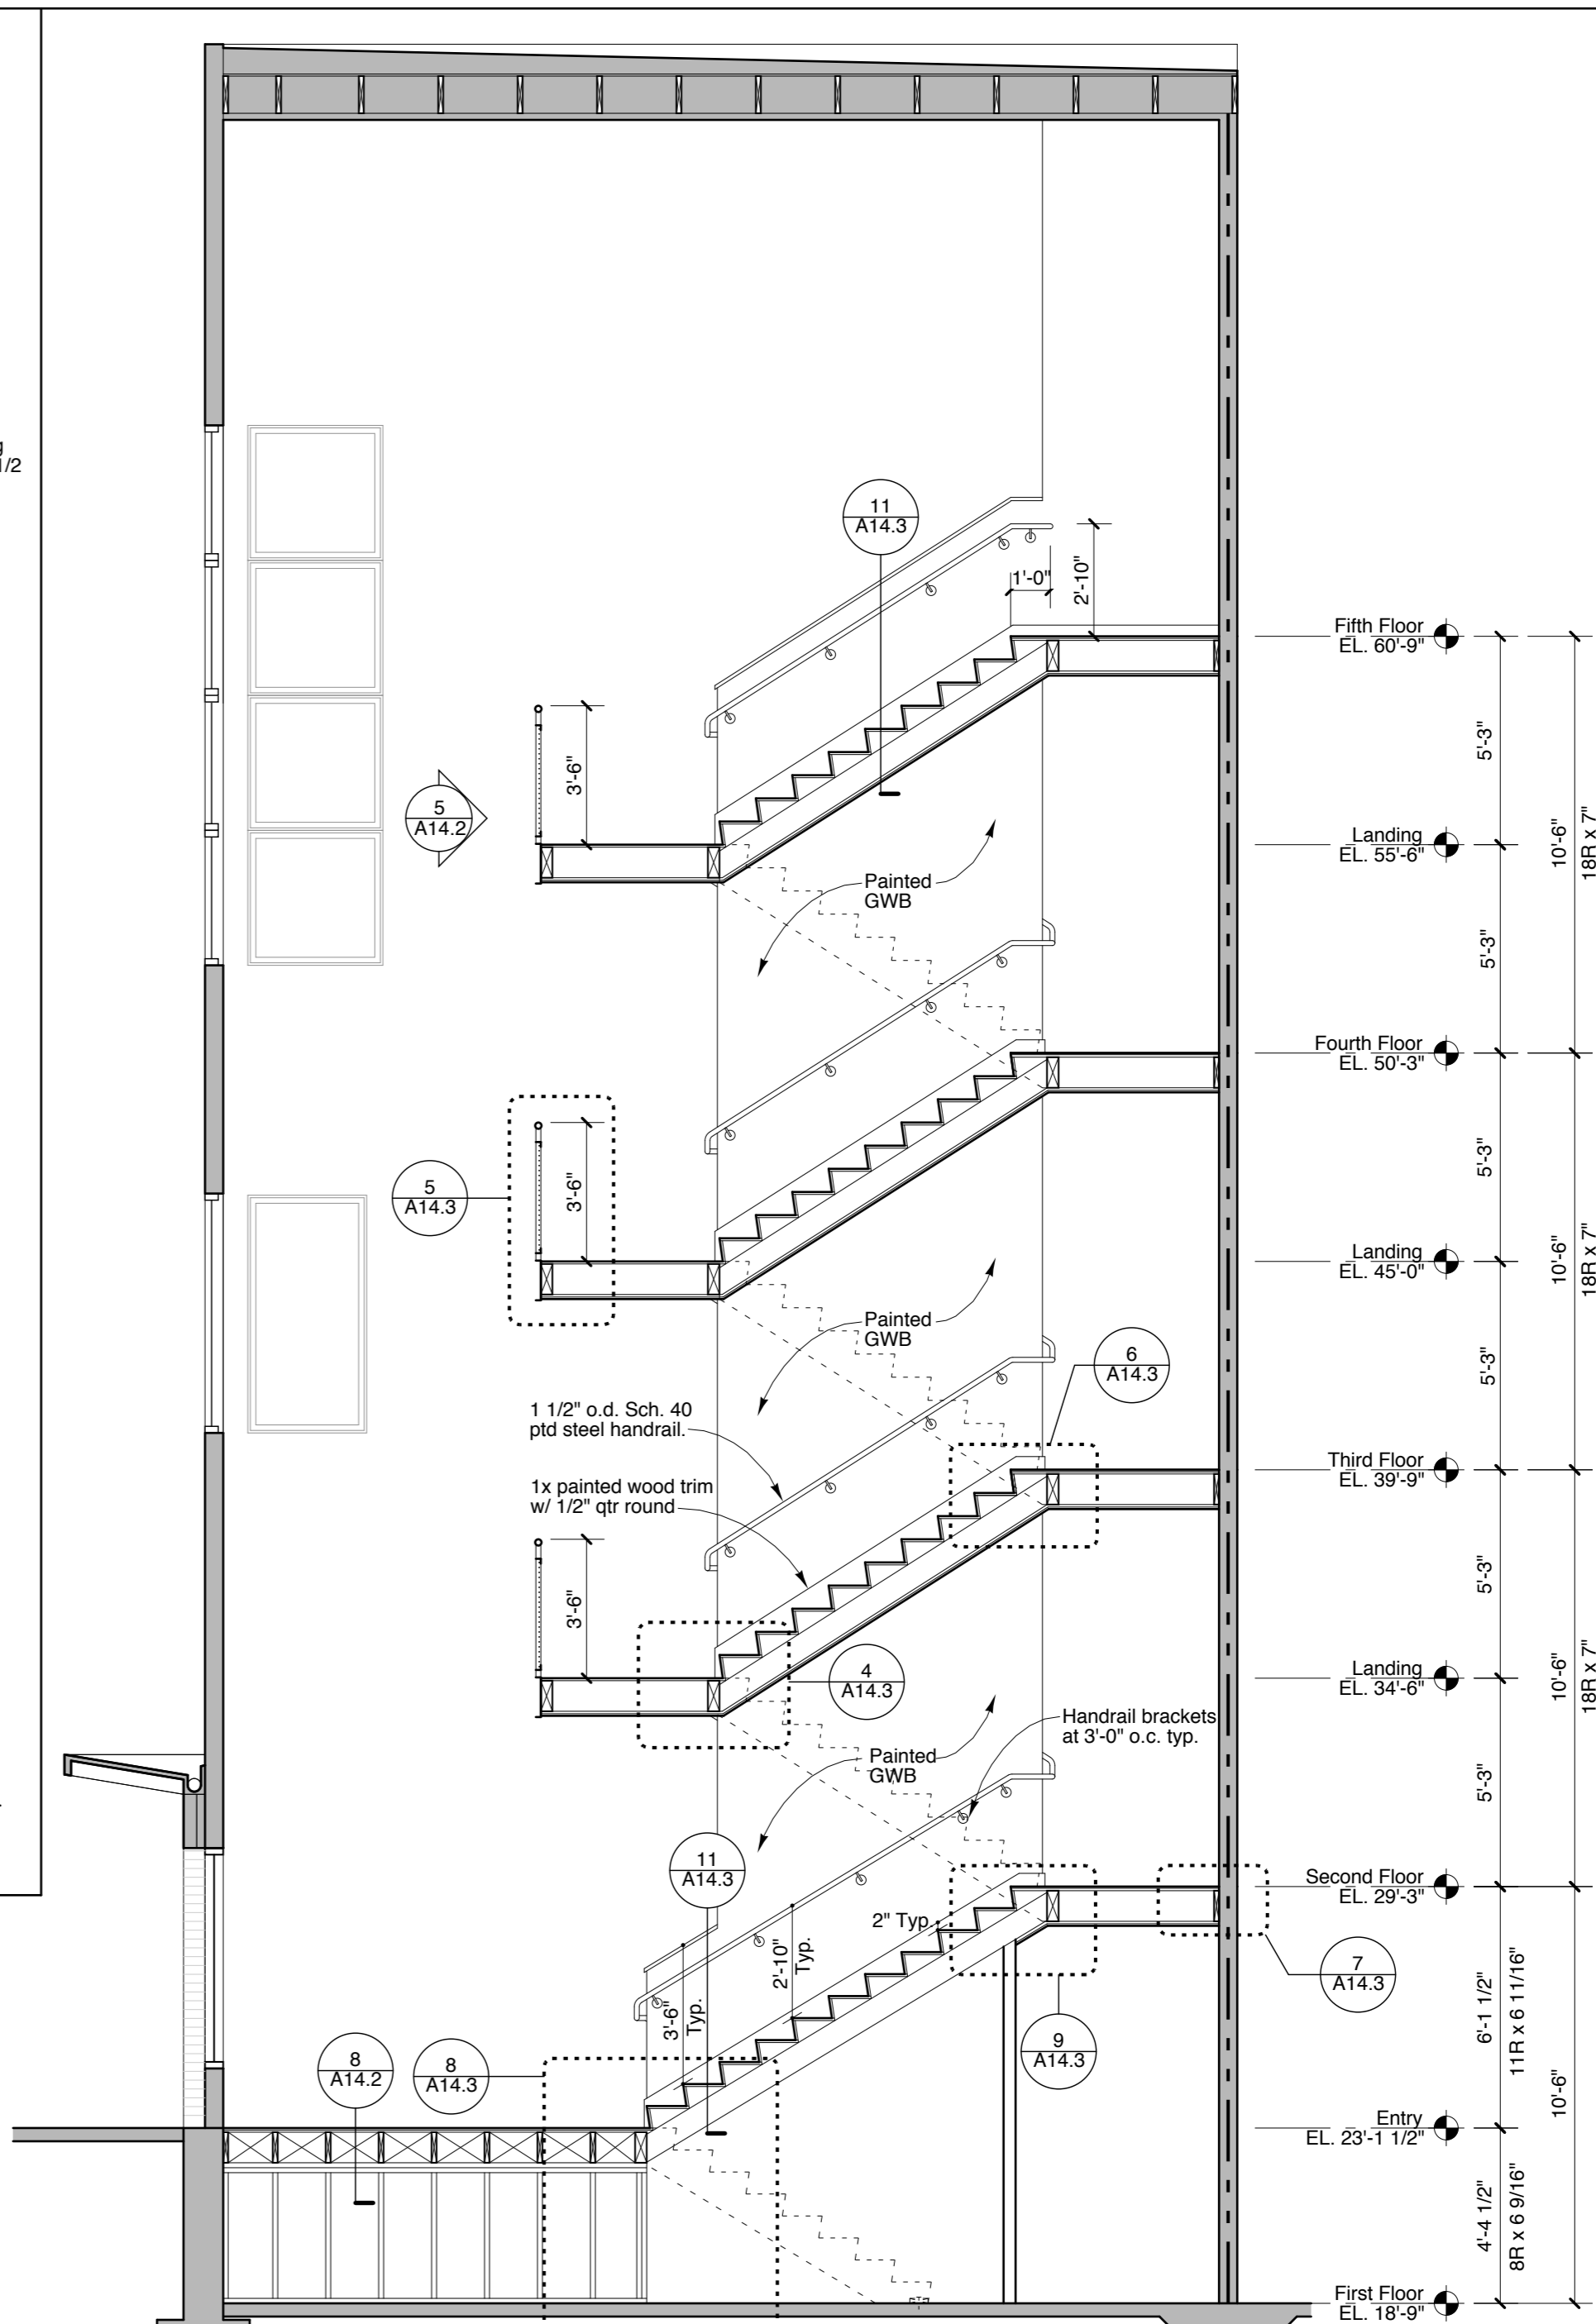 g
1/2
11
A14.3
1'-0"
2'-10"
Fifth Floor
EL. 60'-9"
3'-6"
5
A14.2
5'-3"
10'-6"
18R x 7"
Landing
EL. 55'-6"
Painted
GWB
5'-3"
Fourth Floor
EL. 50'-3"
5
A14.3
3'-6"
5'-3"
10'-6"
18R x 7"
Landing
EL. 45'-0"
Painted
GWB
6
A14.3
5'-3"
1 1/2" o.d. Sch. 40
ptd steel handrail.
1x painted wood trim
w/ 1/2" qtr round
Third Floor
EL. 39'-9"
3'-6"
5'-3"
10'-6"
18R x 7"
4
A14.3
Landing
EL. 34'-6"
Handrail brackets
at 3'-0" o.c. typ.
Painted
GWB
5'-3"
11
A14.3
Second Floor
EL. 29'-3"
2" Typ.
2'-10"
Typ.
3'-6"
Typ.
7
A14.3
9
A14.3
6'-1 1/2"
11R x 6 11/16"
8
A14.2
8
A14.3
10'-6"
Entry
EL. 23'-1 1/2"
4'-4 1/2"
8R x 6 9/16"
First Floor
EL. 18'-9"